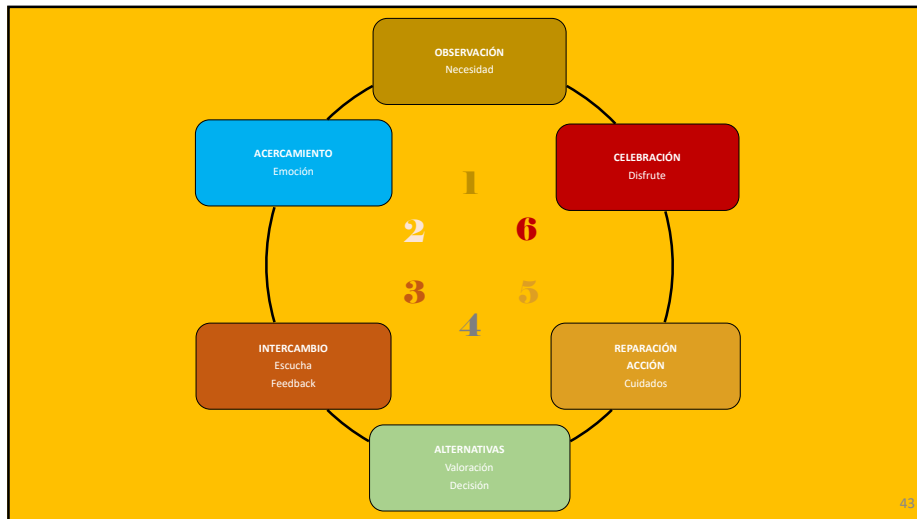 OBSERVACIÓN
Necesidad
ACERCAMIENTO
Emoción
CELEBRACIÓN
Disfrute
1
2
6
3
5
4
INTERCAMBIO
Escucha
Feedback
REPARACIÓN
ACCIÓN
Cuidados
ALTERNATIVAS
Valoración
Decisión
43